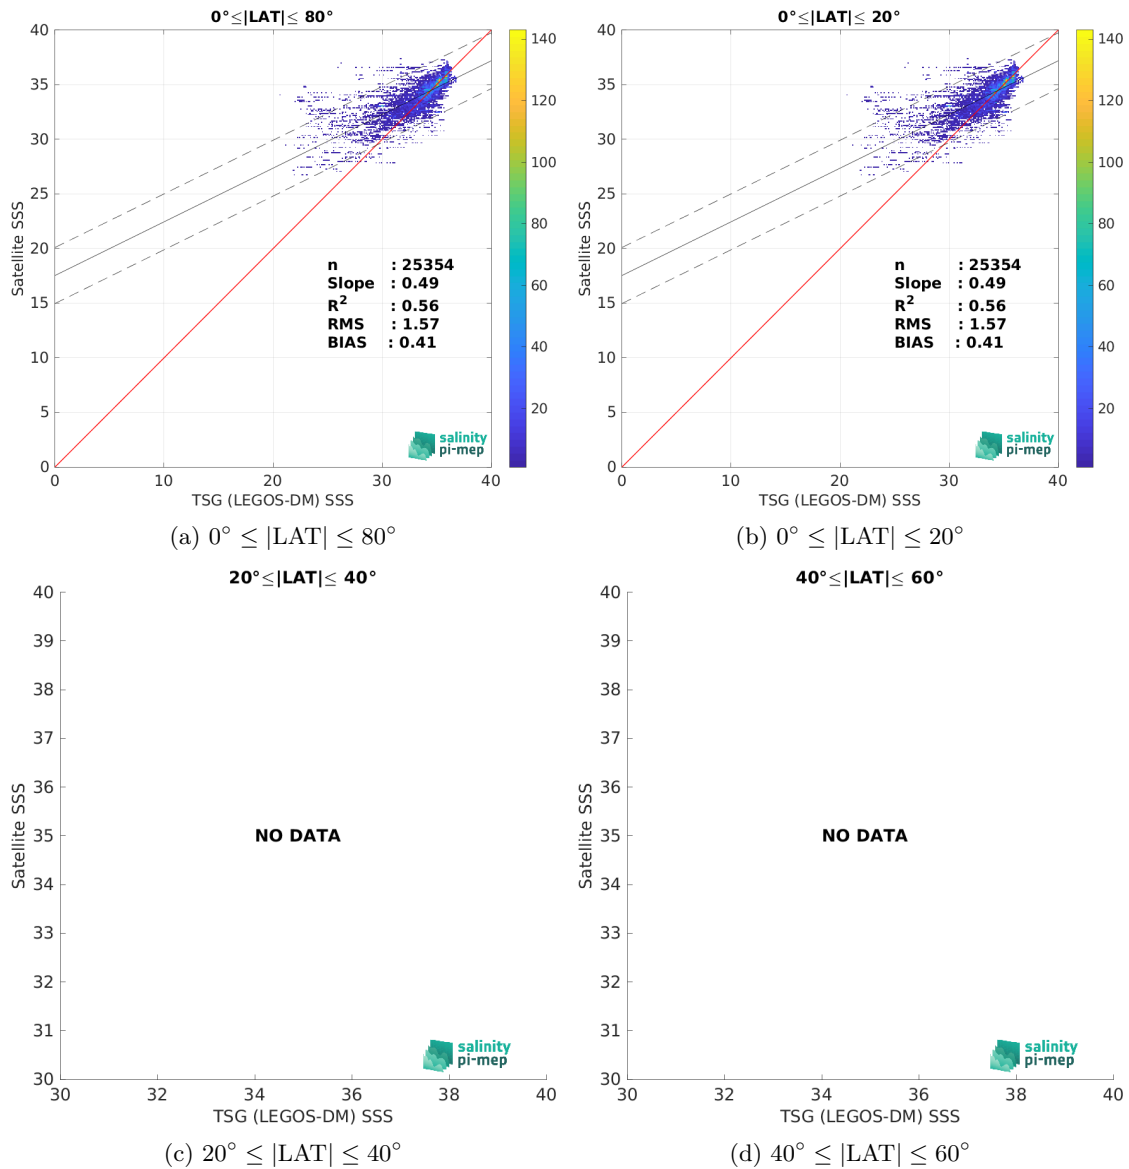 0°≤|LAT|≤ 80°
40
35
30
25
20
15
10
5
0
Satellite SSS
n : 25354
Slope : 0.49
R² : 0.56
RMS : 1.57
BIAS : 0.41
salinity
pi-mep
0 10 20 30 40
TSG (LEGOS-DM) SSS
140
120
100
80
60
40
20
(a) 0° ≤ |LAT| ≤ 80°
0°≤|LAT|≤ 20°
40
35
30
25
20
15
10
5
0
Satellite SSS
n : 25354
Slope : 0.49
R² : 0.56
RMS : 1.57
BIAS : 0.41
salinity
pi-mep
0 10 20 30 40
TSG (LEGOS-DM) SSS
140
120
100
80
60
40
20
(b) 0° ≤ |LAT| ≤ 20°
20°≤|LAT|≤ 40°
40
39
38
37
36
35
34
33
32
31
30
Satellite SSS
NO DATA
salinity
pi-mep
30 32 34 36 38 40
TSG (LEGOS-DM) SSS
(c) 20° ≤ |LAT| ≤ 40°
40°≤|LAT|≤ 60°
40
39
38
37
36
35
34
33
32
31
30
Satellite SSS
NO DATA
salinity
pi-mep
30 32 34 36 38 40
TSG (LEGOS-DM) SSS
(d) 40° ≤ |LAT| ≤ 60°